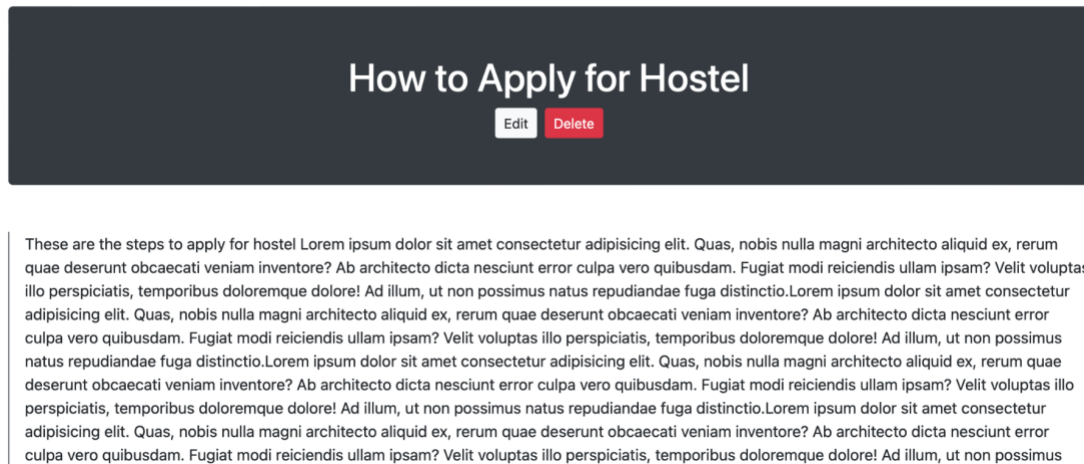 How to Apply for Hostel
Edit Delete
These are the steps to apply for hostel Lorem ipsum dolor sit amet consectetur adipisicing elit. Quas, nobis nulla magni architecto aliquid ex, rerum
quae deserunt obcaecati veniam inventore? Ab architecto dicta nesciunt error culpa vero quibusdam. Fugiat modi reiciendis ullam ipsam? Velit voluptas
illo perspiciatis, temporibus doloremque dolore! Ad illum, ut non possimus natus repudiandae fuga distinctio.Lorem ipsum dolor sit amet consectetur
adipisicing elit. Quas, nobis nulla magni architecto aliquid ex, rerum quae deserunt obcaecati veniam inventore? Ab architecto dicta nesciunt error
culpa vero quibusdam. Fugiat modi reiciendis ullam ipsam? Velit voluptas illo perspiciatis, temporibus doloremque dolore! Ad illum, ut non possimus
natus repudiandae fuga distinctio.Lorem ipsum dolor sit amet consectetur adipisicing elit. Quas, nobis nulla magni architecto aliquid ex, rerum quae
deserunt obcaecati veniam inventore? Ab architecto dicta nesciunt error culpa vero quibusdam. Fugiat modi reiciendis ullam ipsam? Velit voluptas illo
perspiciatis, temporibus doloremque dolore! Ad illum, ut non possimus natus repudiandae fuga distinctio.Lorem ipsum dolor sit amet consectetur
adipisicing elit. Quas, nobis nulla magni architecto aliquid ex, rerum quae deserunt obcaecati veniam inventore? Ab architecto dicta nesciunt error
culpa vero quibusdam. Fugiat modi reiciendis ullam ipsam? Velit voluptas illo perspiciatis, temporibus doloremque dolore! Ad illum, ut non possimus